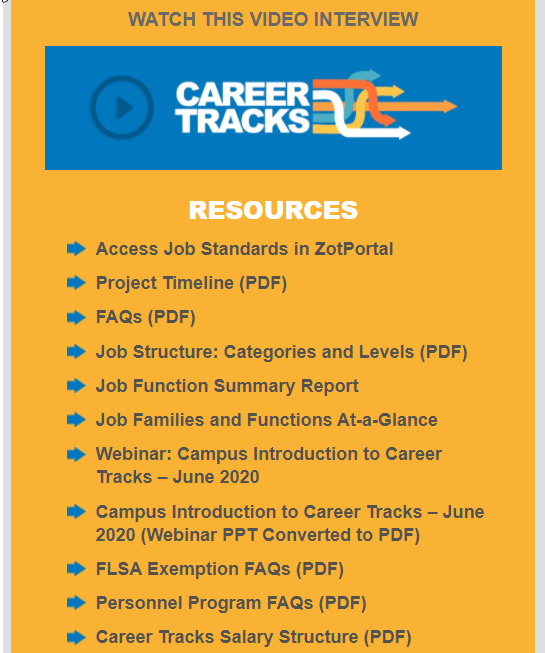 WATCH THIS VIDEO INTERVIEW
CAREER
TRACKS
RESOURCES
Access Job Standards in ZotPortal
Project Timeline (PDF)
FAQs (PDF)
Job Structure: Categories and Levels (PDF)
Job Function Summary Report
Job Families and Functions At-a-Glance
Webinar: Campus Introduction to Career
Tracks – June 2020
Campus Introduction to Career Tracks – June
2020 (Webinar PPT Converted to PDF)
FLSA Exemption FAQs (PDF)
Personnel Program FAQs (PDF)
Career Tracks Salary Structure (PDF)